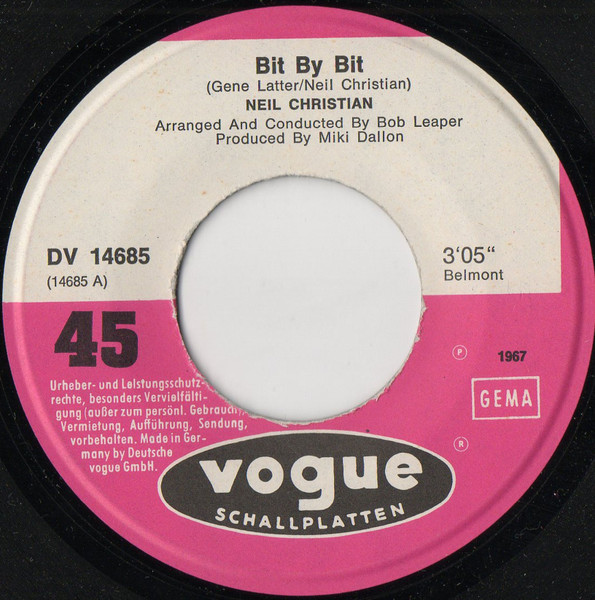 Bit By Bit
(Gene Latter/Neil Christian)
NEIL CHRISTIAN
Arranged And Conducted By Bob Leaper
Produced By Miki Dallon
DV 14685
(14685 A)
3'05"
Belmont
45
P 1967
GEMA
Urheber- und Leistungsschutz-
rechte, besonders Vervielfälti-
gung (außer zum persönl. Gebrauch),
Vermietung, Aufführung, Sendung,
vorbehalten. Made in Ger-
many by Deutsche
vogue GmbH.
R
vogue
SCHALLPLATTEN